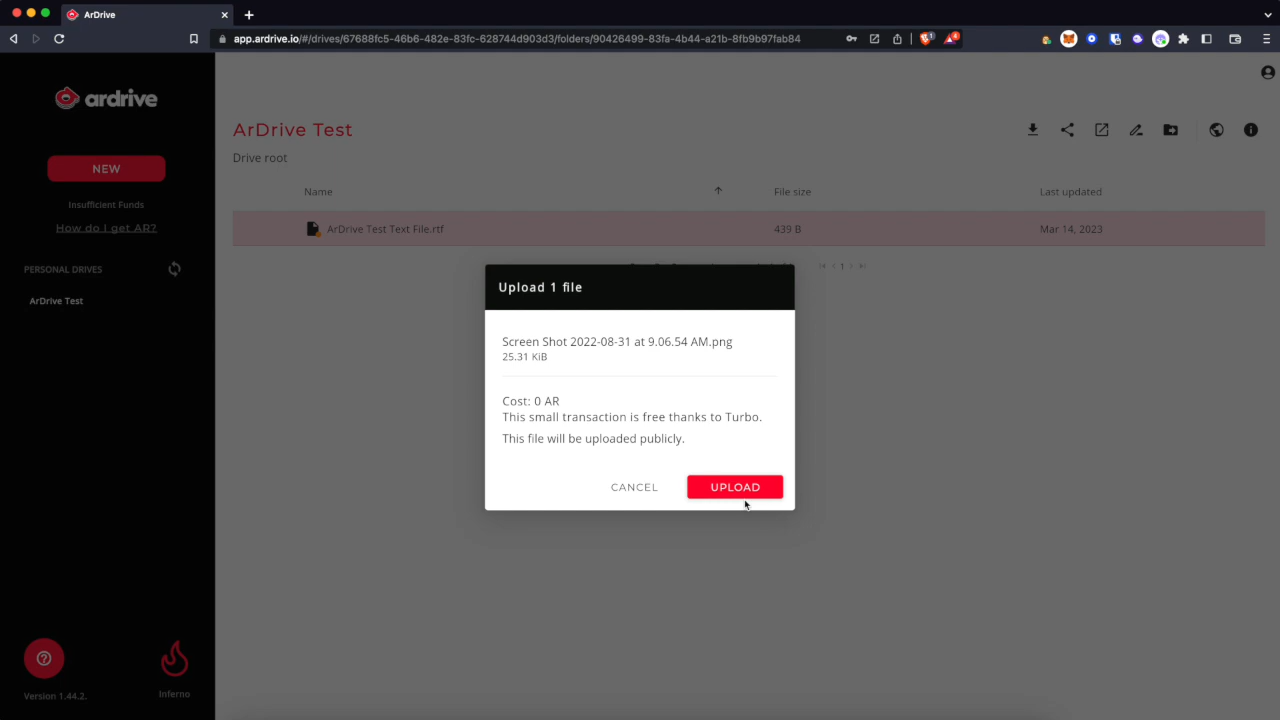 ArDrive
app.ardrive.io/#/drives/67688fc5-46b6-482e-83fc-628744d903d3/folders/90426499-83fa-4b44-a21b-8fb9b97fab84
1
4
ardrive
NEW
Insufficient Funds
How do I get AR?
PERSONAL DRIVES
ArDrive Test
Version 1.44.2.
Inferno
ArDrive Test
Drive root
Name
File size
Last updated
ArDrive Test Text File.rtf
439 B
Mar 14, 2023
1
Upload 1 file
Screen Shot 2022-08-31 at 9.06.54 AM.png
25.31 KiB
Cost: 0 AR
This small transaction is free thanks to Turbo.
This file will be uploaded publicly.
CANCEL
UPLOAD